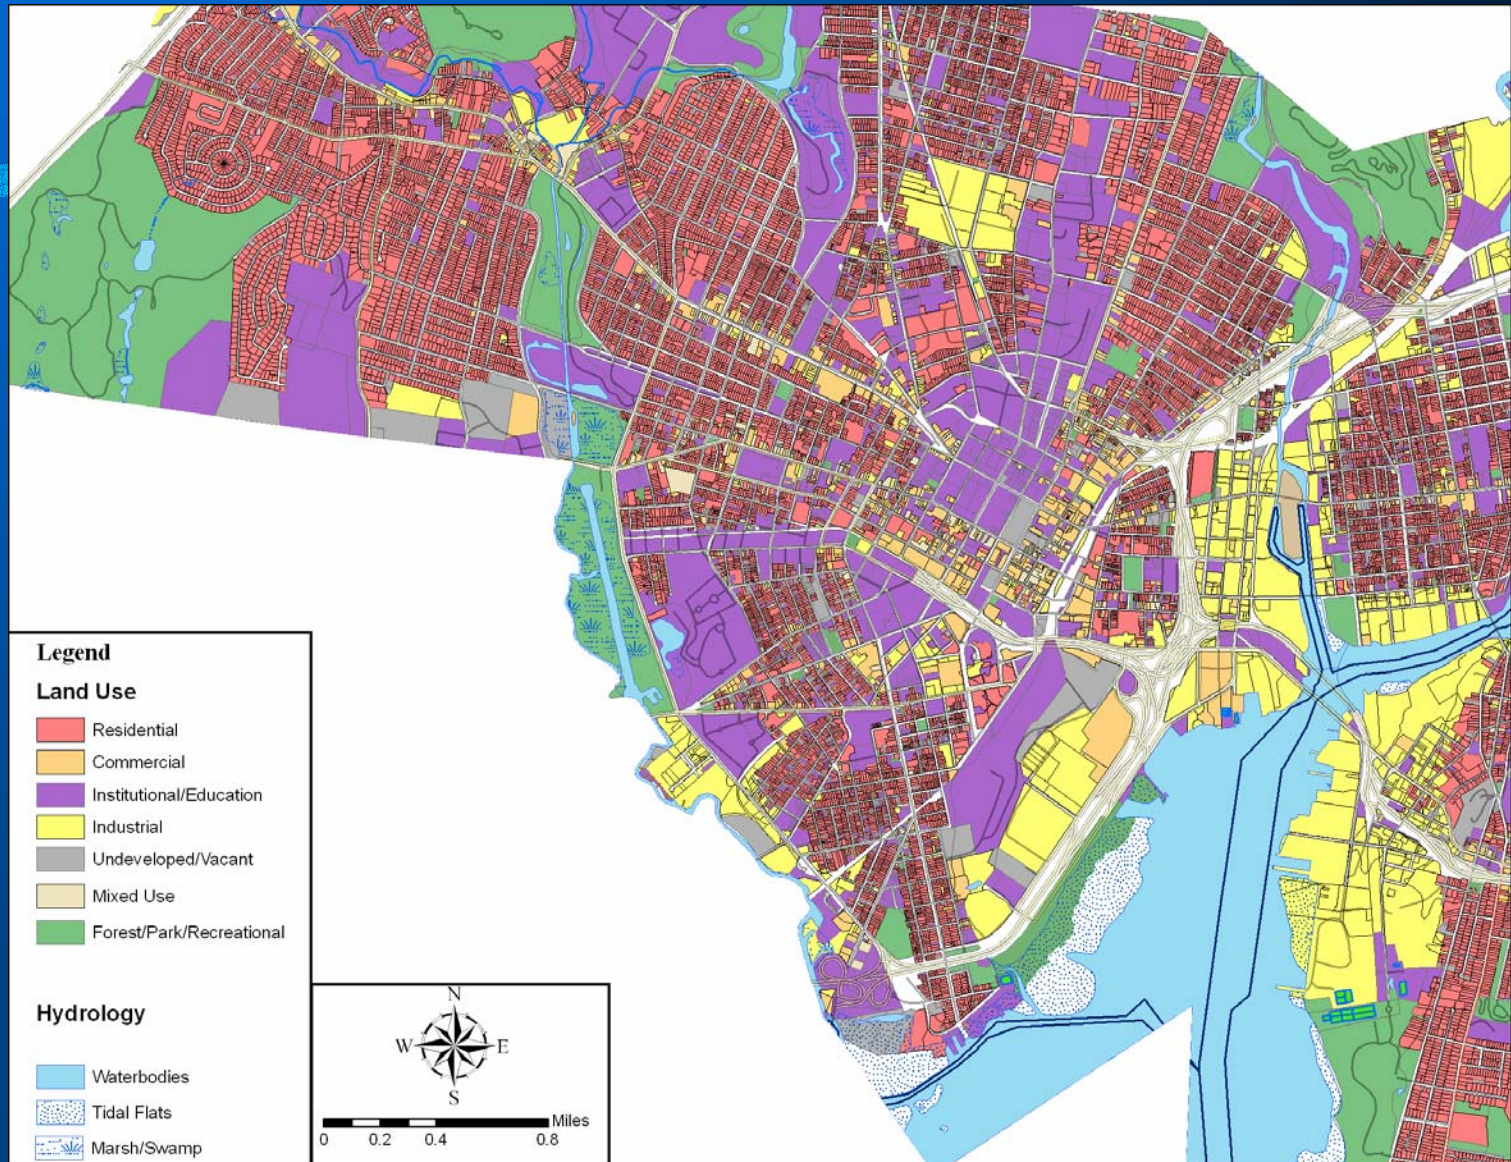 Legend
Land Use
Residential
Commercial
Institutional/Education
Industrial
Undeveloped/Vacant
Mixed Use
Forest/Park/Recreational
Hydrology
Waterbodies
Tidal Flats
Marsh/Swamp
N
W E
S
Miles
0 0.2 0.4 0.8